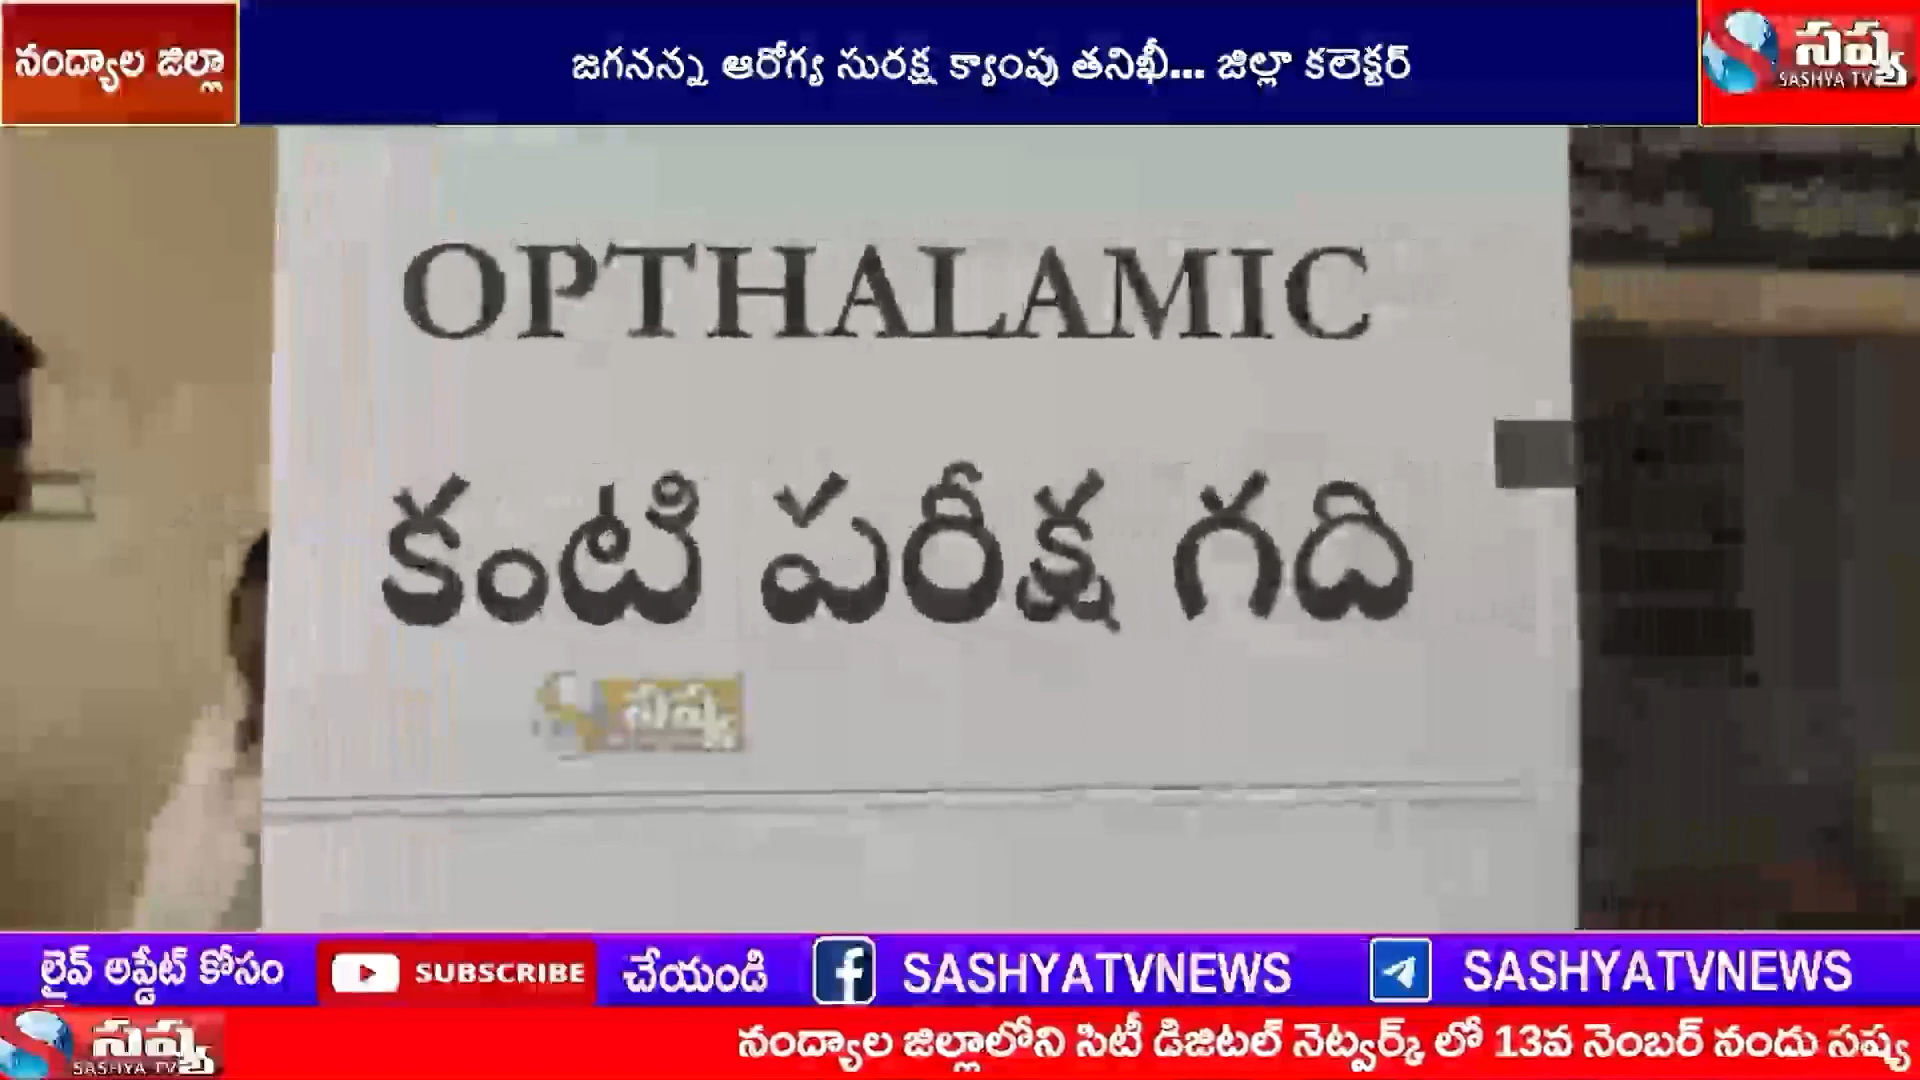 నంద్యాల జిల్లా
జగనన్న ఆరోగ్య సురక్ష క్యాంపు తనిఖీ... జిల్లా కలెక్టర్
సష్య
SASHYA TV
OPTHALAMIC
కంటి పరీక్ష గది
సష్య
లైవ్ అప్డేట్ కోసం SUBSCRIBE చేయండి SASHYATVNEWS SASHYATVNEWS
సష్య
SASHYA TV
నంద్యాల జిల్లాలోని సిటీ డిజిటల్ నెట్వర్క్ లో 13వ నెంబర్ నందు సష్య